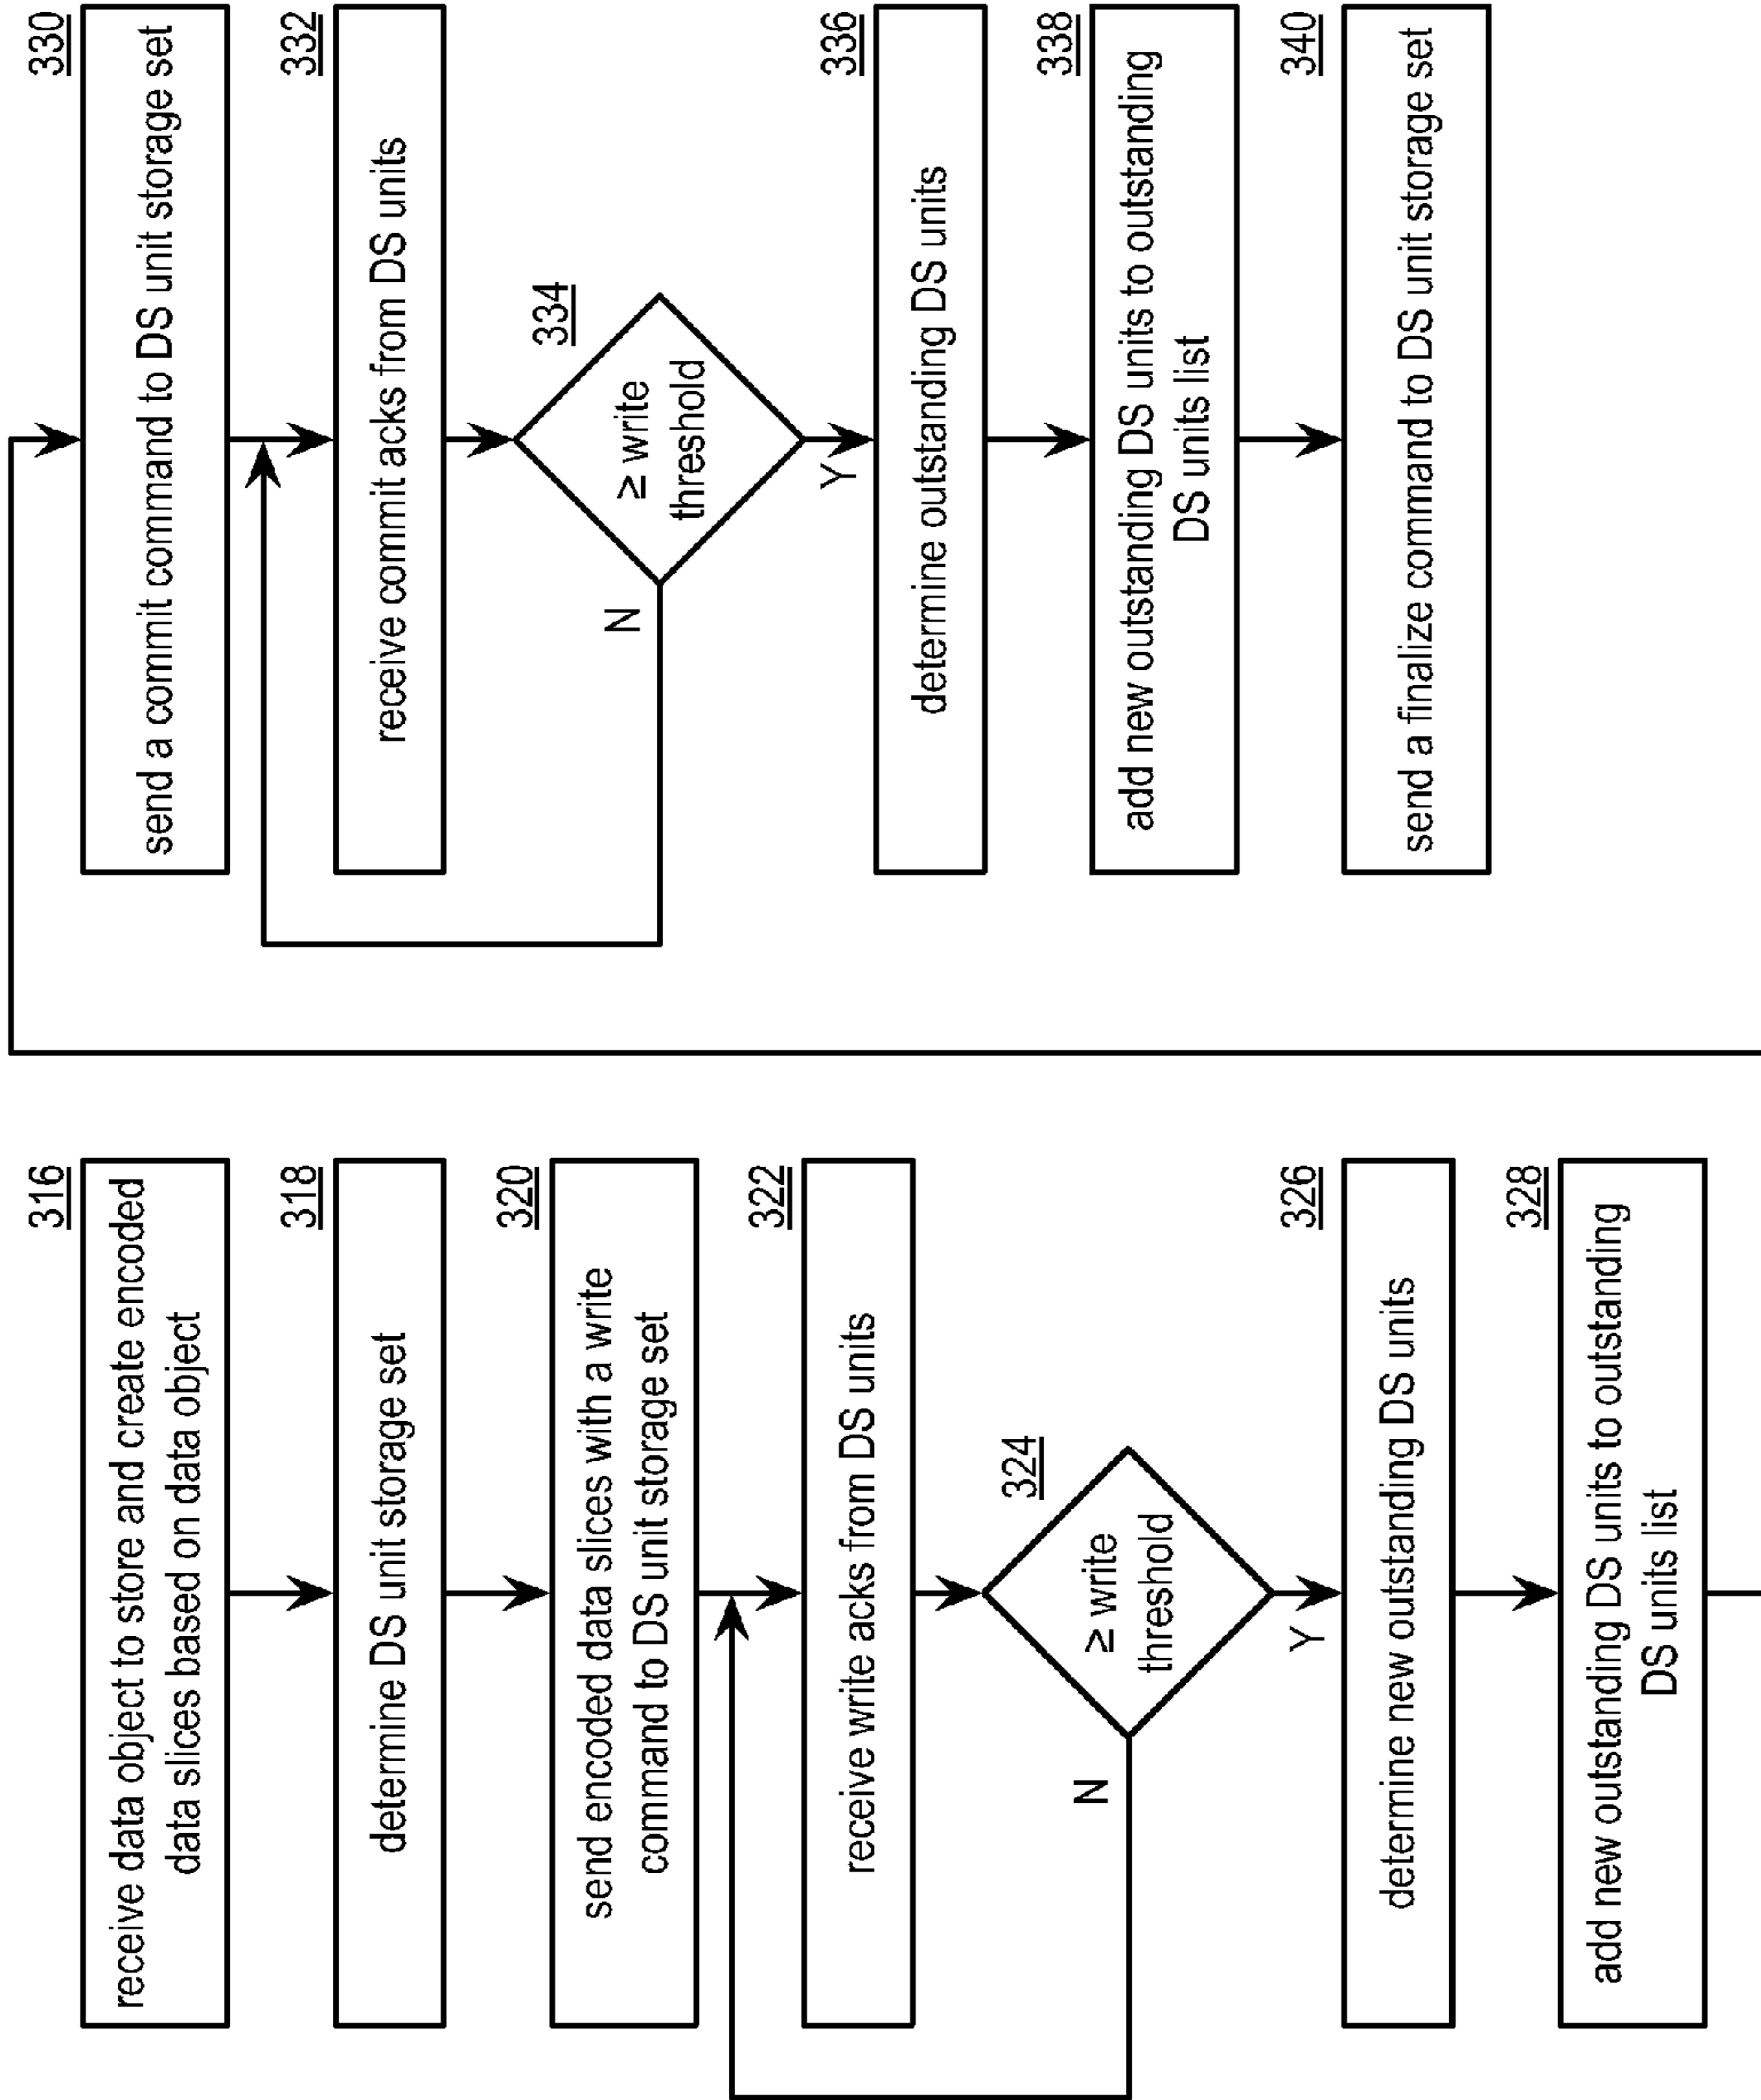 316
receive data object to store and create encoded
data slices based on data object
318
determine DS unit storage set
320
send encoded data slices with a write
command to DS unit storage set
322
receive write acks from DS units
324
≥ write
threshold
N
Y
326
determine new outstanding DS units
328
add new outstanding DS units to outstanding
DS units list
330
send a commit command to DS unit storage set
332
receive commit acks from DS units
334
≥ write
threshold
N
Y
336
determine outstanding DS units
338
add new outstanding DS units to outstanding
DS units list
340
send a finalize command to DS unit storage set